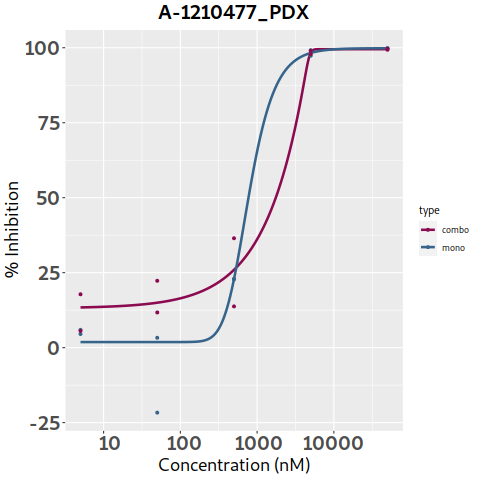 A-1210477_PDX
100
75
50
25
0
-25
% Inhibition
10 100 1000 10000
Concentration (nM)
type
combo
mono